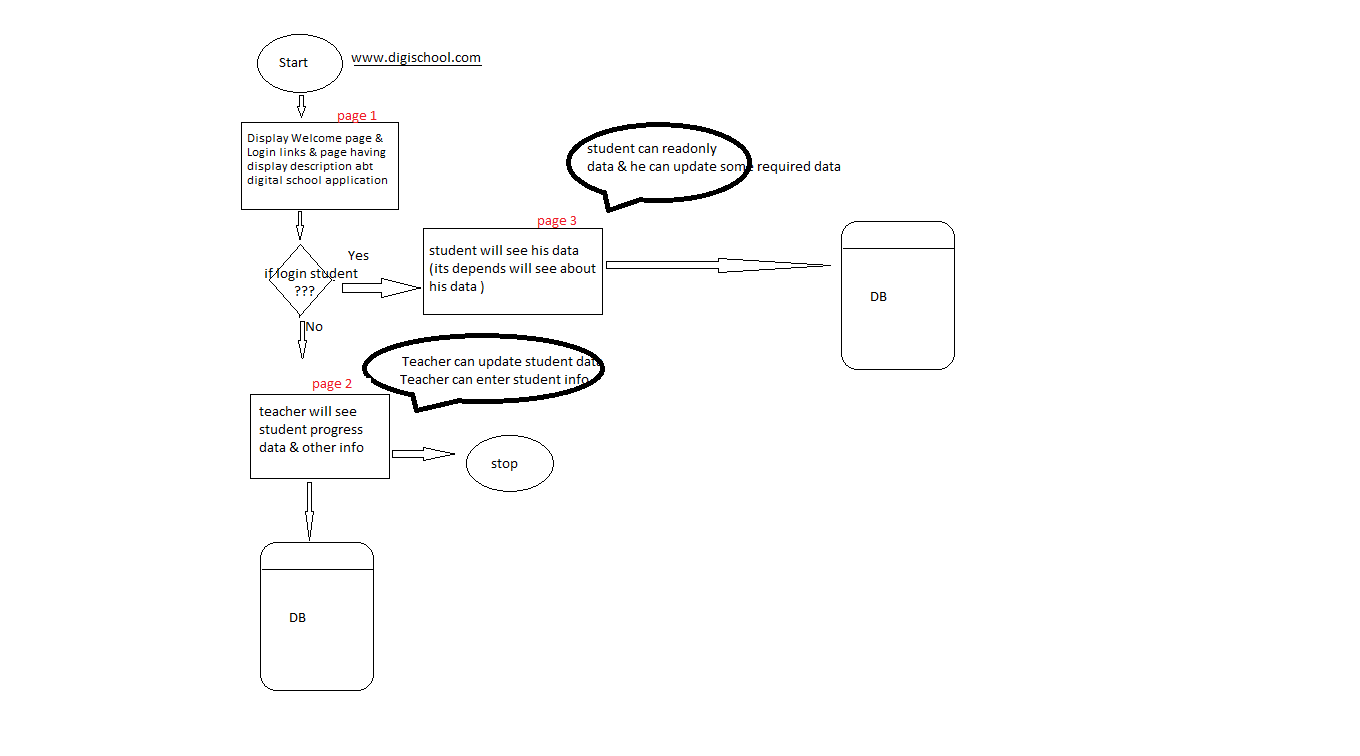 Start
www.digischool.com
page 1
Display Welcome page &
Login links & page having
display description abt
digital school application
student can readonly
data & he can update some required data
page 3
student will see his data
(its depends will see about
his data )
Yes
if login student
???
DB
No
Teacher can update student data
Teacher can enter student info
page 2
teacher will see
student progress
data & other info
stop
DB